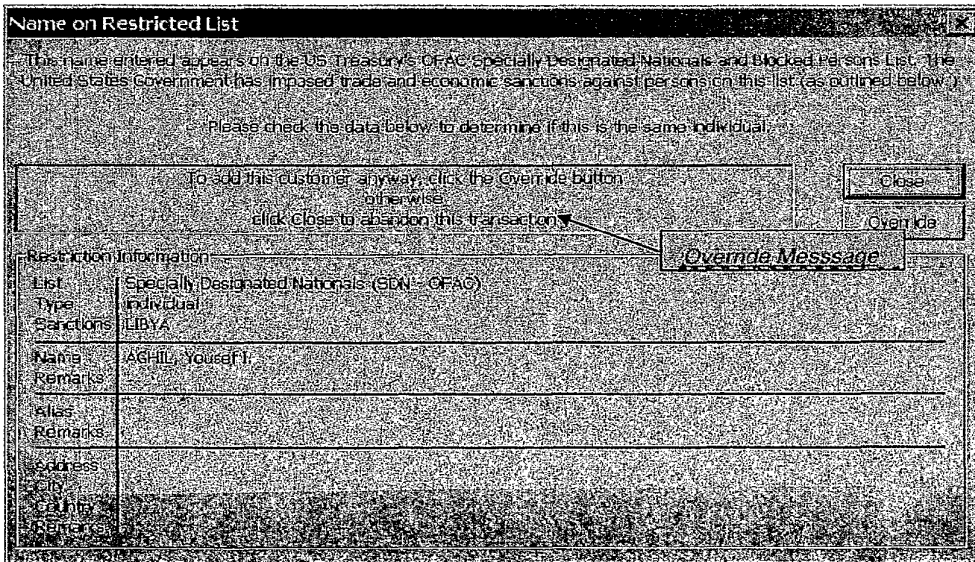 Name on Restricted List
This name entered appears on the US Treasury's OFAC Specially Designated Nationals and Blocked Persons List. The
United States Government has imposed trade and economic sanctions against persons on this list (as outlined below.)
Please check the data below to determine if this is the same individual.
To add this customer anyway, click the Override button
otherwise
click Close to abandon this transaction
Close
Override
Override Messsage
Restriction Information
List Specially Designated Nationals (SDN - OFAC)
Type individual
Sanctions LIBYA
Name AGHIL, Yousef I.
Remarks
Alias
Remarks
Address
City
Country
Remarks